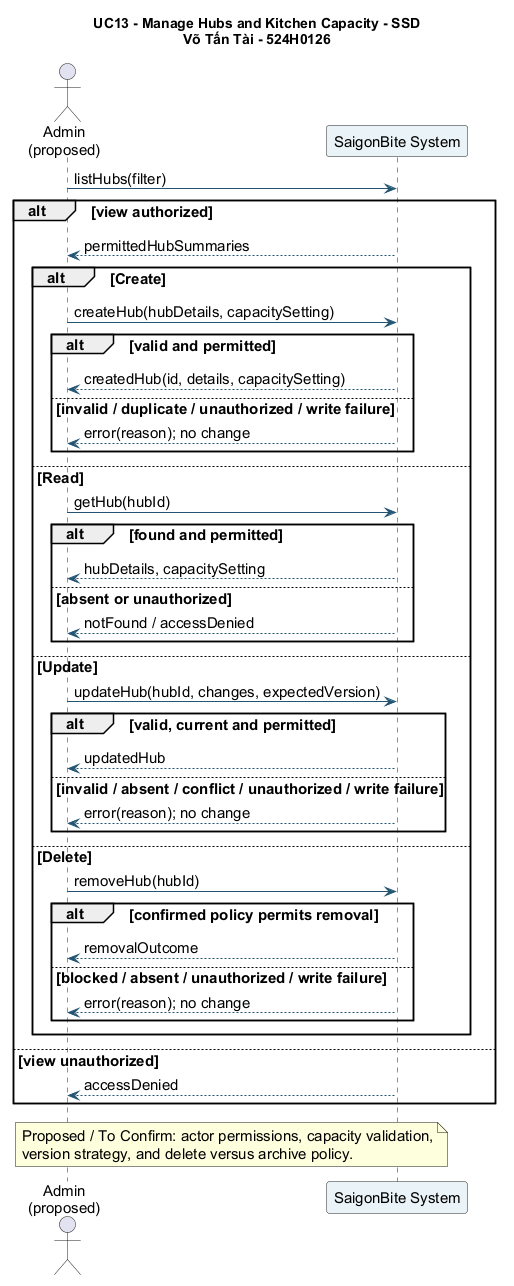 UC13 - Manage Hubs and Kitchen Capacity - SSD
Võ Tấn Tài - 524H0126
Admin
(proposed)
SaigonBite System
listHubs(filter)
alt [view authorized]
permittedHubSummaries
alt [Create]
createHub(hubDetails, capacitySetting)
alt [valid and permitted]
createdHub(id, details, capacitySetting)
[invalid / duplicate / unauthorized / write failure]
error(reason); no change
[Read]
getHub(hubId)
alt [found and permitted]
hubDetails, capacitySetting
[absent or unauthorized]
notFound / accessDenied
[Update]
updateHub(hubId, changes, expectedVersion)
alt [valid, current and permitted]
updatedHub
[invalid / absent / conflict / unauthorized / write failure]
error(reason); no change
[Delete]
removeHub(hubId)
alt [confirmed policy permits removal]
removalOutcome
[blocked / absent / unauthorized / write failure]
error(reason); no change
[view unauthorized]
accessDenied
Proposed / To Confirm: actor permissions, capacity validation,
version strategy, and delete versus archive policy.
Admin
(proposed)
SaigonBite System